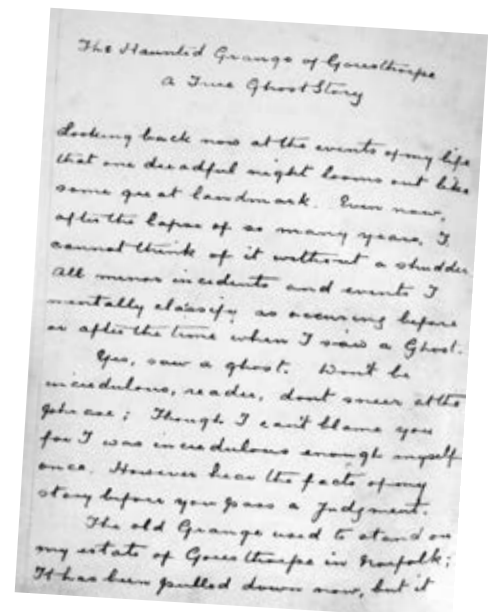 The Haunted Grange of Goresthorpe
A True Ghost Story
Looking back now at the events of my life
that one dreadful night looms out like
some great landmark. Even now,
after the lapse of so many years, I
cannot think of it without a shudder.
All minor incidents and events I
mentally classify as occuring before
or after the time when I saw a Ghost.
Yes, saw a ghost. Don't be
incredulous, reader, dont sneer at the
phrase; Though I can't blame you
for I was incredulous enough myself
once. However hear the facts of my
story before you pass a judgment.
The old Grange used to stand on
my estate of Goresthorpe in Norfolk;
It has been pulled down now, but it